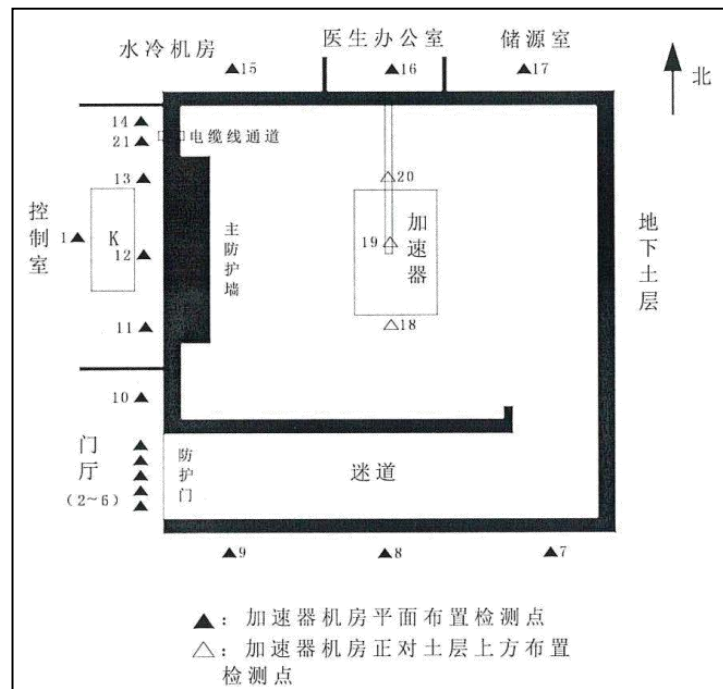 水冷机房
医生办公室
储源室
▲15
▲16
▲17
北
14▲
21▲
电缆线通道
13▲
△20
控制室
1▲
K
12▲
主防护墙
19△
加速器
地下土层
11▲
△18
10▲
门厅
(2~6)
防护门
迷道
▲9
▲8
▲7
▲：加速器机房平面布置检测点
△：加速器机房正对土层上方布置
检测点